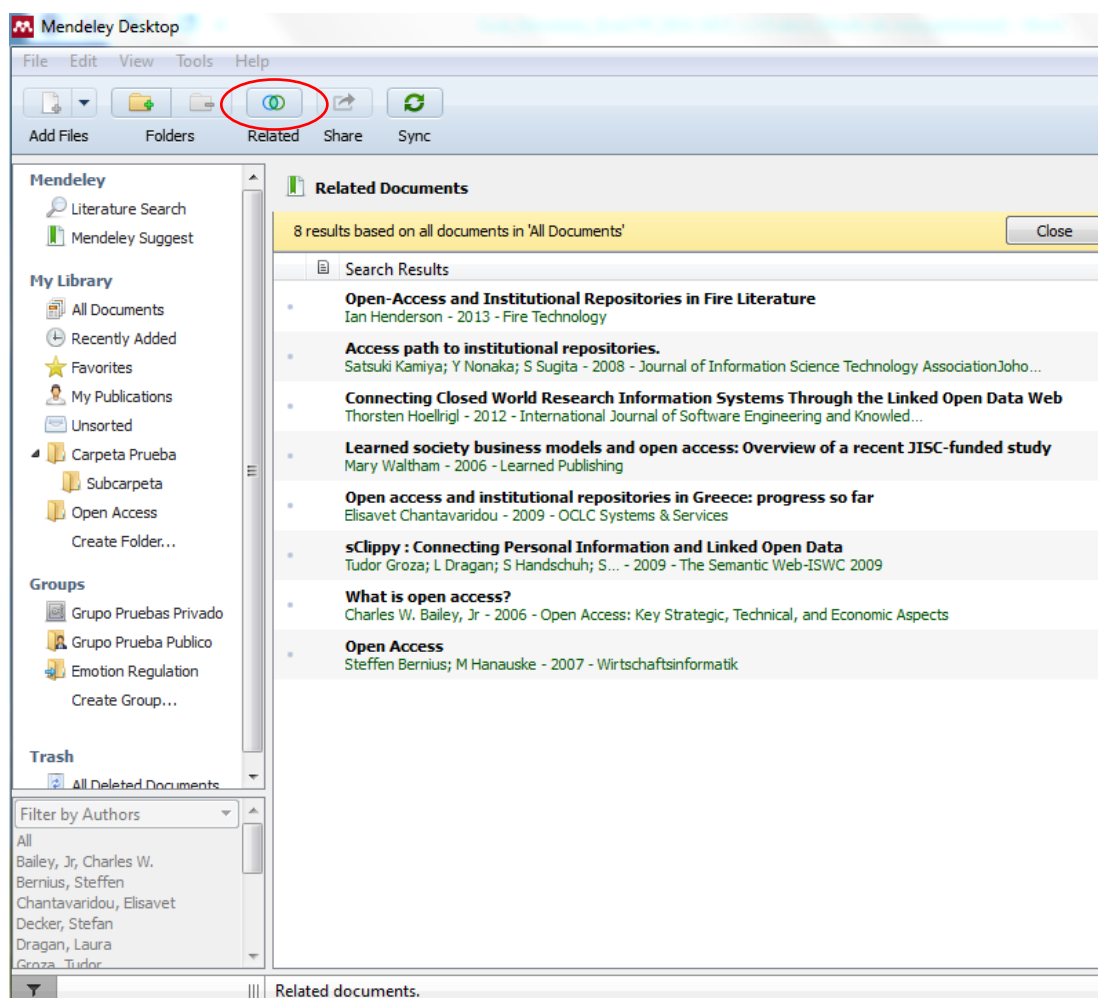 Mendeley Desktop
File Edit View Tools Help
Add Files Folders Related Share Sync
Mendeley
Literature Search
Mendeley Suggest
My Library
All Documents
Recently Added
Favorites
My Publications
Unsorted
Carpeta Prueba
Subcarpeta
Open Access
Create Folder...
Groups
Grupo Pruebas Privado
Grupo Prueba Publico
Emotion Regulation
Create Group...
Trash
All Deleted Documents
Filter by Authors
All
Bailey, Jr, Charles W.
Bernius, Steffen
Chantavaridou, Elisavet
Decker, Stefan
Dragan, Laura
Groza, Tudor
Related Documents
8 results based on all documents in 'All Documents'
Close
Search Results
Open-Access and Institutional Repositories in Fire Literature
Ian Henderson - 2013 - Fire Technology
Access path to institutional repositories.
Satsuki Kamiya; Y Nonaka; S Sugita - 2008 - Journal of Information Science Technology AssociationJoho...
Connecting Closed World Research Information Systems Through the Linked Open Data Web
Thorsten Hoellrigl - 2012 - International Journal of Software Engineering and Knowled...
Learned society business models and open access: Overview of a recent JISC-funded study
Mary Waltham - 2006 - Learned Publishing
Open access and institutional repositories in Greece: progress so far
Elisavet Chantavaridou - 2009 - OCLC Systems & Services
sClippy : Connecting Personal Information and Linked Open Data
Tudor Groza; L Dragan; S Handschuh; S... - 2009 - The Semantic Web-ISWC 2009
What is open access?
Charles W. Bailey, Jr - 2006 - Open Access: Key Strategic, Technical, and Economic Aspects
Open Access
Steffen Bernius; M Hanauske - 2007 - Wirtschaftsinformatik
Related documents.